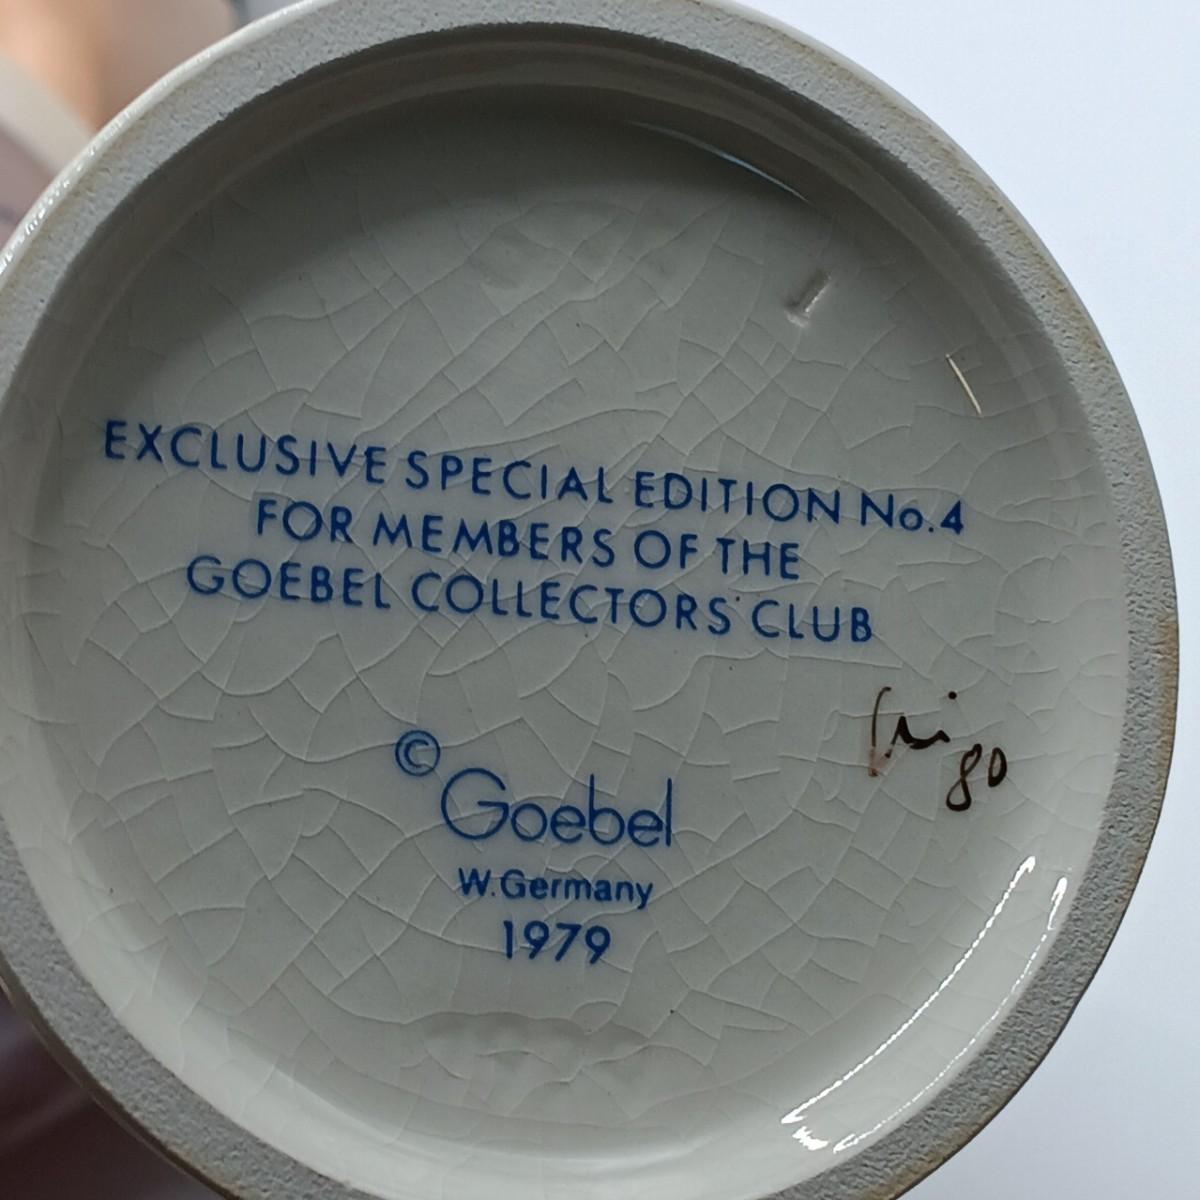 EXCLUSIVE SPECIAL EDITION No.4
FOR MEMBERS OF THE
GOEBEL COLLECTORS' CLUB
80
© Goebel
W. Germany
1979